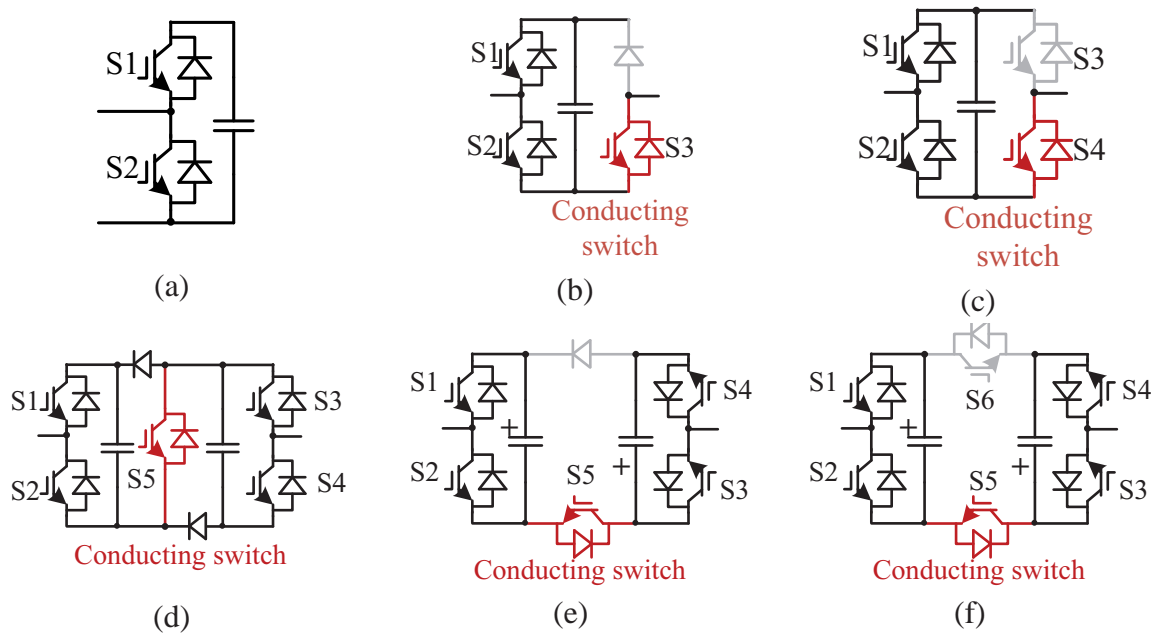 S1
S2
(a)
S1
S2
S3
Conducting
switch
(b)
S1
S3
S2
S4
Conducting
switch
(c)
S1
S3
S2
S5
S4
Conducting switch
(d)
S1
S4
+
S2
S5
+
S3
Conducting switch
(e)
S6
S1
S4
+
S2
S5
+
S3
Conducting switch
(f)